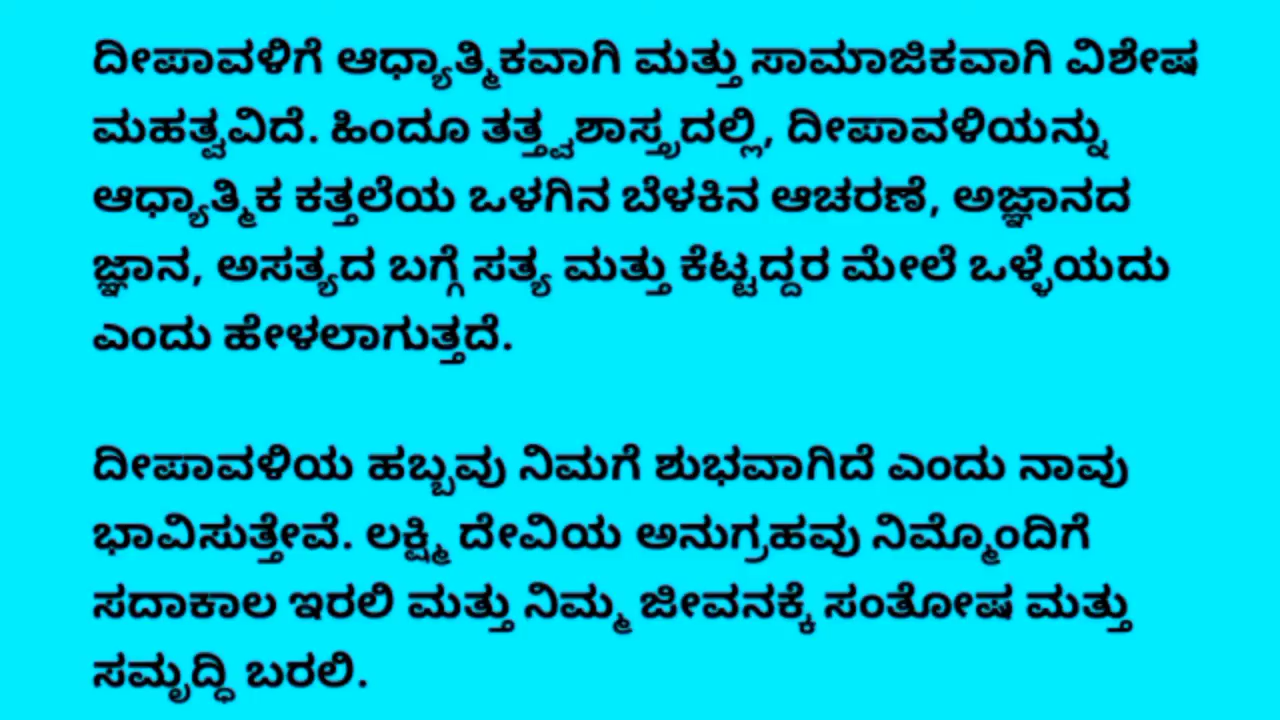 ದೀಪಾವಳಿಗೆ ಆಧ್ಯಾತ್ಮಿಕವಾಗಿ ಮತ್ತು ಸಾಮಾಜಿಕವಾಗಿ ವಿಶೇಷ
ಮಹತ್ವವಿದೆ. ಹಿಂದೂ ತತ್ತ್ವಶಾಸ್ತ್ರದಲ್ಲಿ, ದೀಪಾವಳಿಯನ್ನು
ಆಧ್ಯಾತ್ಮಿಕ ಕತ್ತಲೆಯ ಒಳಗಿನ ಬೆಳಕಿನ ಆಚರಣೆ, ಅಜ್ಞಾನದ
ಜ್ಞಾನ, ಅಸತ್ಯದ ಬಗ್ಗೆ ಸತ್ಯ ಮತ್ತು ಕೆಟ್ಟದ್ದರ ಮೇಲೆ ಒಳ್ಳೆಯದು
ಎಂದು ಹೇಳಲಾಗುತ್ತದೆ.
ದೀಪಾವಳಿಯ ಹಬ್ಬವು ನಿಮಗೆ ಶುಭವಾಗಿದೆ ಎಂದು ನಾವು
ಭಾವಿಸುತ್ತೇವೆ. ಲಕ್ಷ್ಮಿ ದೇವಿಯ ಅನುಗ್ರಹವು ನಿಮ್ಮೊಂದಿಗೆ
ಸದಾಕಾಲ ಇರಲಿ ಮತ್ತು ನಿಮ್ಮ ಜೀವನಕ್ಕೆ ಸಂತೋಷ ಮತ್ತು
ಸಮೃದ್ಧಿ ಬರಲಿ.